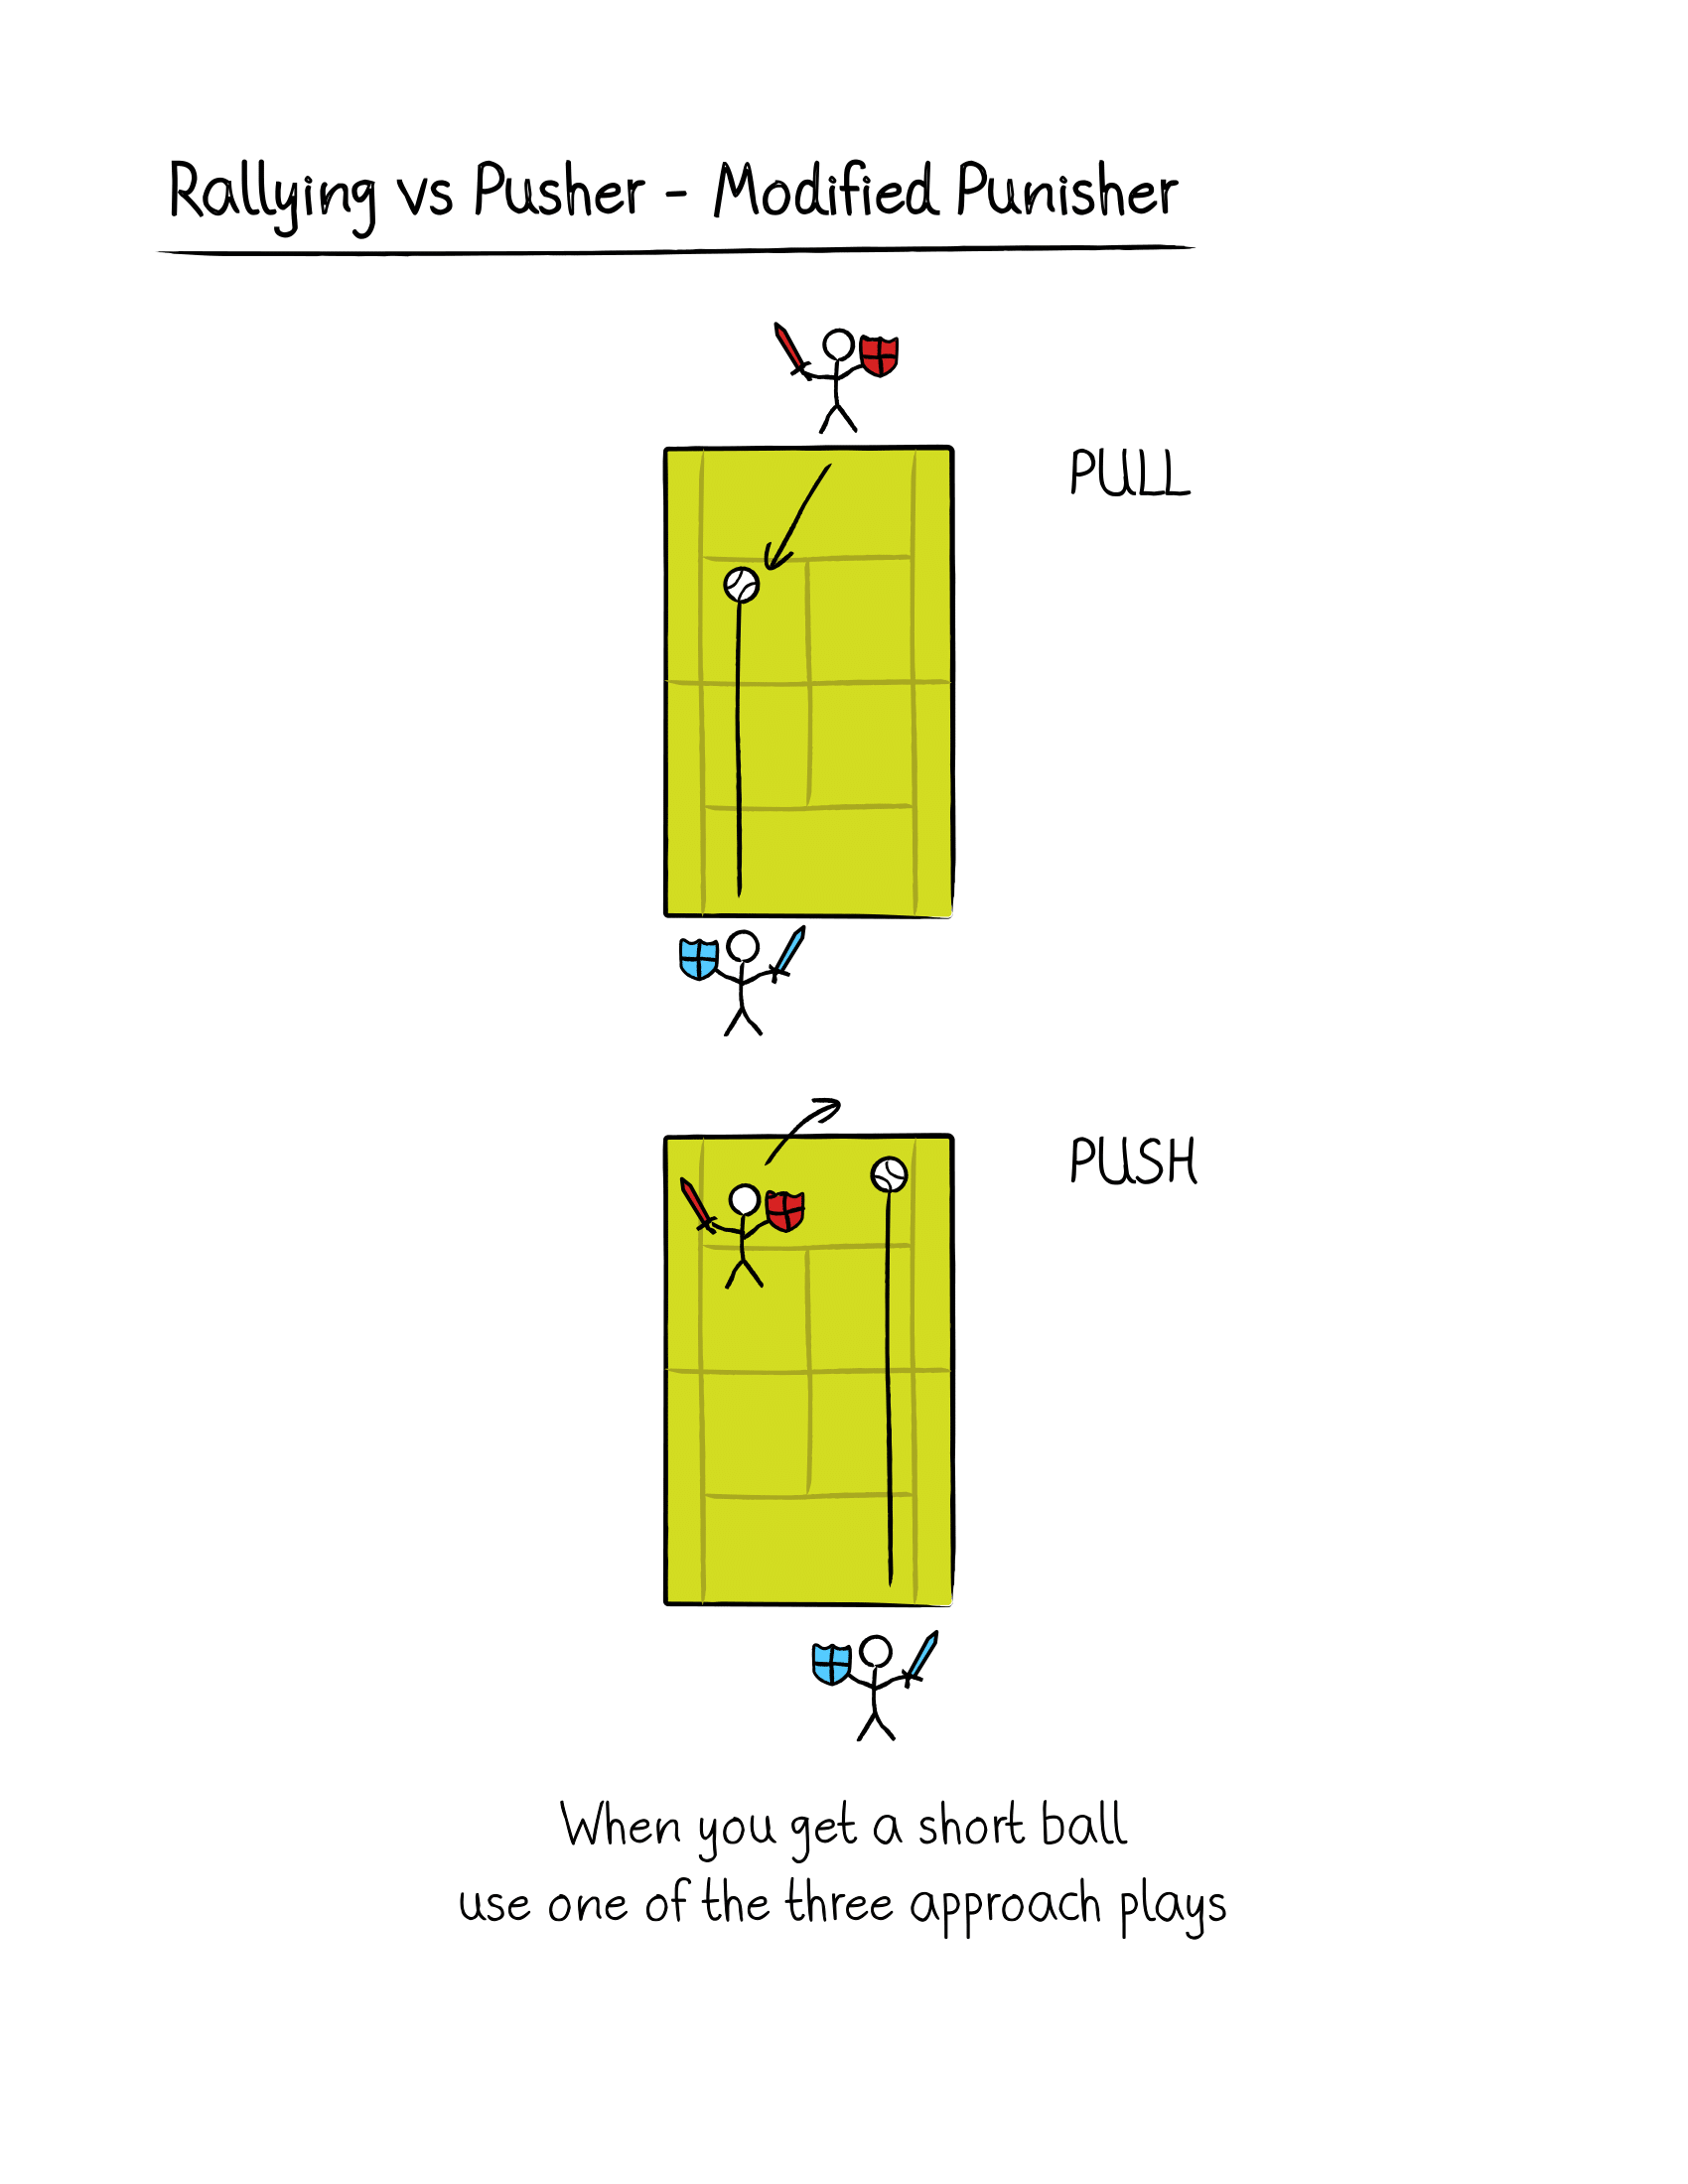 Rallying vs Pusher - Modified Punisher
PULL
PUSH
When you get a short ball
use one of the three approach plays